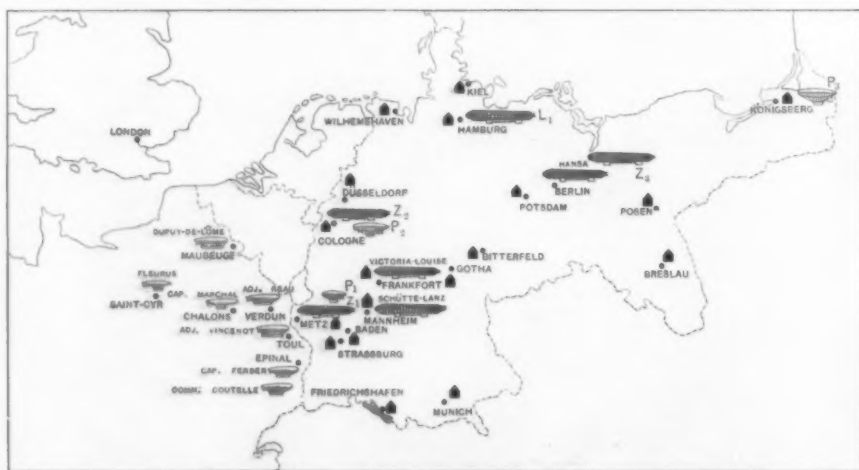 KIEL
P3
KÖNIGSBERG
WILHEMSHAVEN
HAMBURG
L1
LONDON
HANSA
Z3
BERLIN
DUSSELDORF
POTSDAM
POSEN
Z2
P2
COLOGNE
DUPUY-DE-LÔME
MAUBEUGE
BITTERFELD
VICTORIA-LOUISE
GOTHA
BRESLAU
FLEURUS
SAINT-CYR
FRANKFORT
CAP. MARCHAL
ADJ. REAU
P1
Z1
SCHÜTTE-LANZ
CHALONS
VERDUN
METZ
MANNHEIM
ADJ. VINCENOT
TOUL
BADEN
STRASSBURG
EPINAL
CAP. FERBER
COMM. COUTELLE
FRIEDRICHSHAFEN
MUNICH